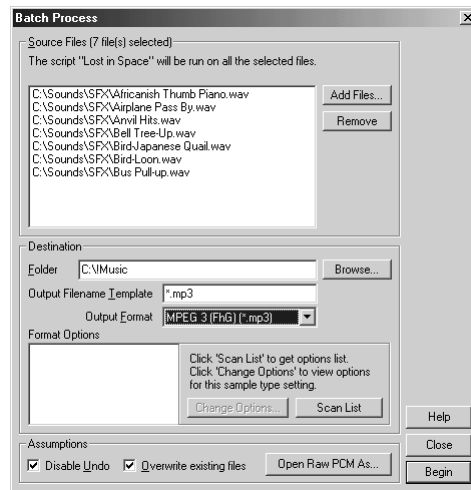 Batch Process
Source Files (7 file(s) selected)
The script "Lost in Space" will be run on all the selected files.
C:\Sounds\SFX\Africanish Thumb Piano.wav
C:\Sounds\SFX\Airplane Pass By.wav
C:\Sounds\SFX\Anvil Hits.wav
C:\Sounds\SFX\Bell Tree-Up.wav
C:\Sounds\SFX\Bird-Japanese Quail.wav
C:\Sounds\SFX\Bird-Loon.wav
C:\Sounds\SFX\Bus Pull-up.wav
Add Files...
Remove
Destination
Folder C:\!Music Browse...
Output Filename Template *.mp3
Output Format MPEG 3 (FhG) (*.mp3)
Format Options
Click 'Scan List' to get options list.
Click 'Change Options' to view options
for this sample type setting.
Change Options... Scan List
Assumptions
Disable Undo Overwrite existing files Open Raw PCM As...
Help
Close
Begin